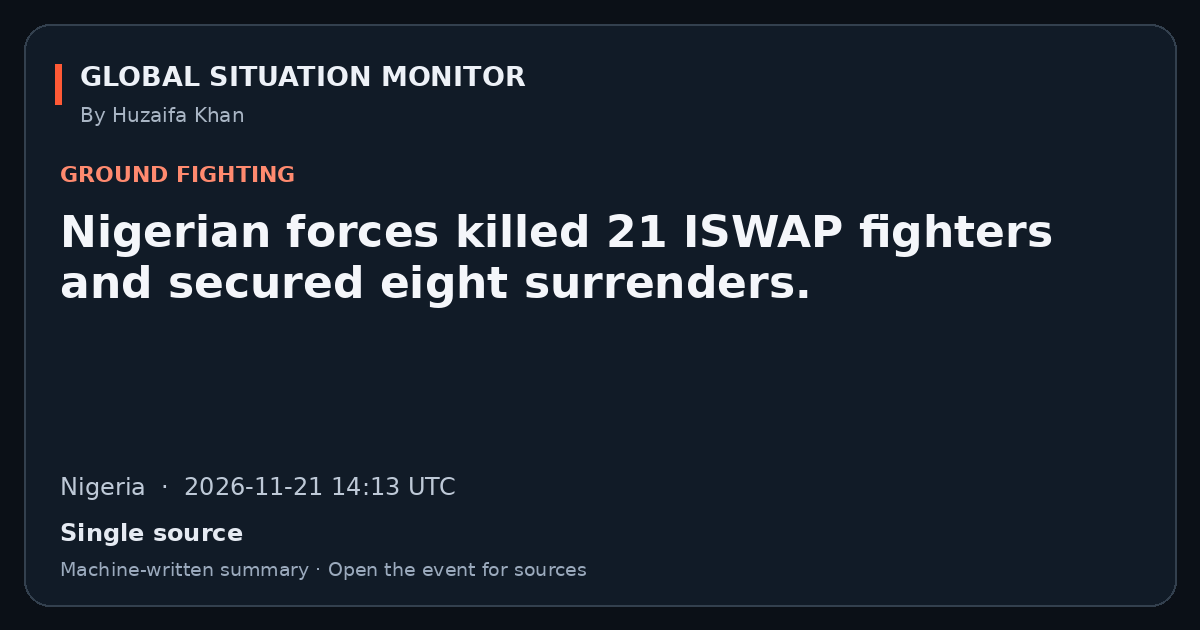 GLOBAL SITUATION MONITOR
By Huzaifa Khan
GROUND FIGHTING
Nigerian forces killed 21 ISWAP fighters
and secured eight surrenders.
Nigeria · 2026-11-21 14:13 UTC
Single source
Machine-written summary · Open the event for sources